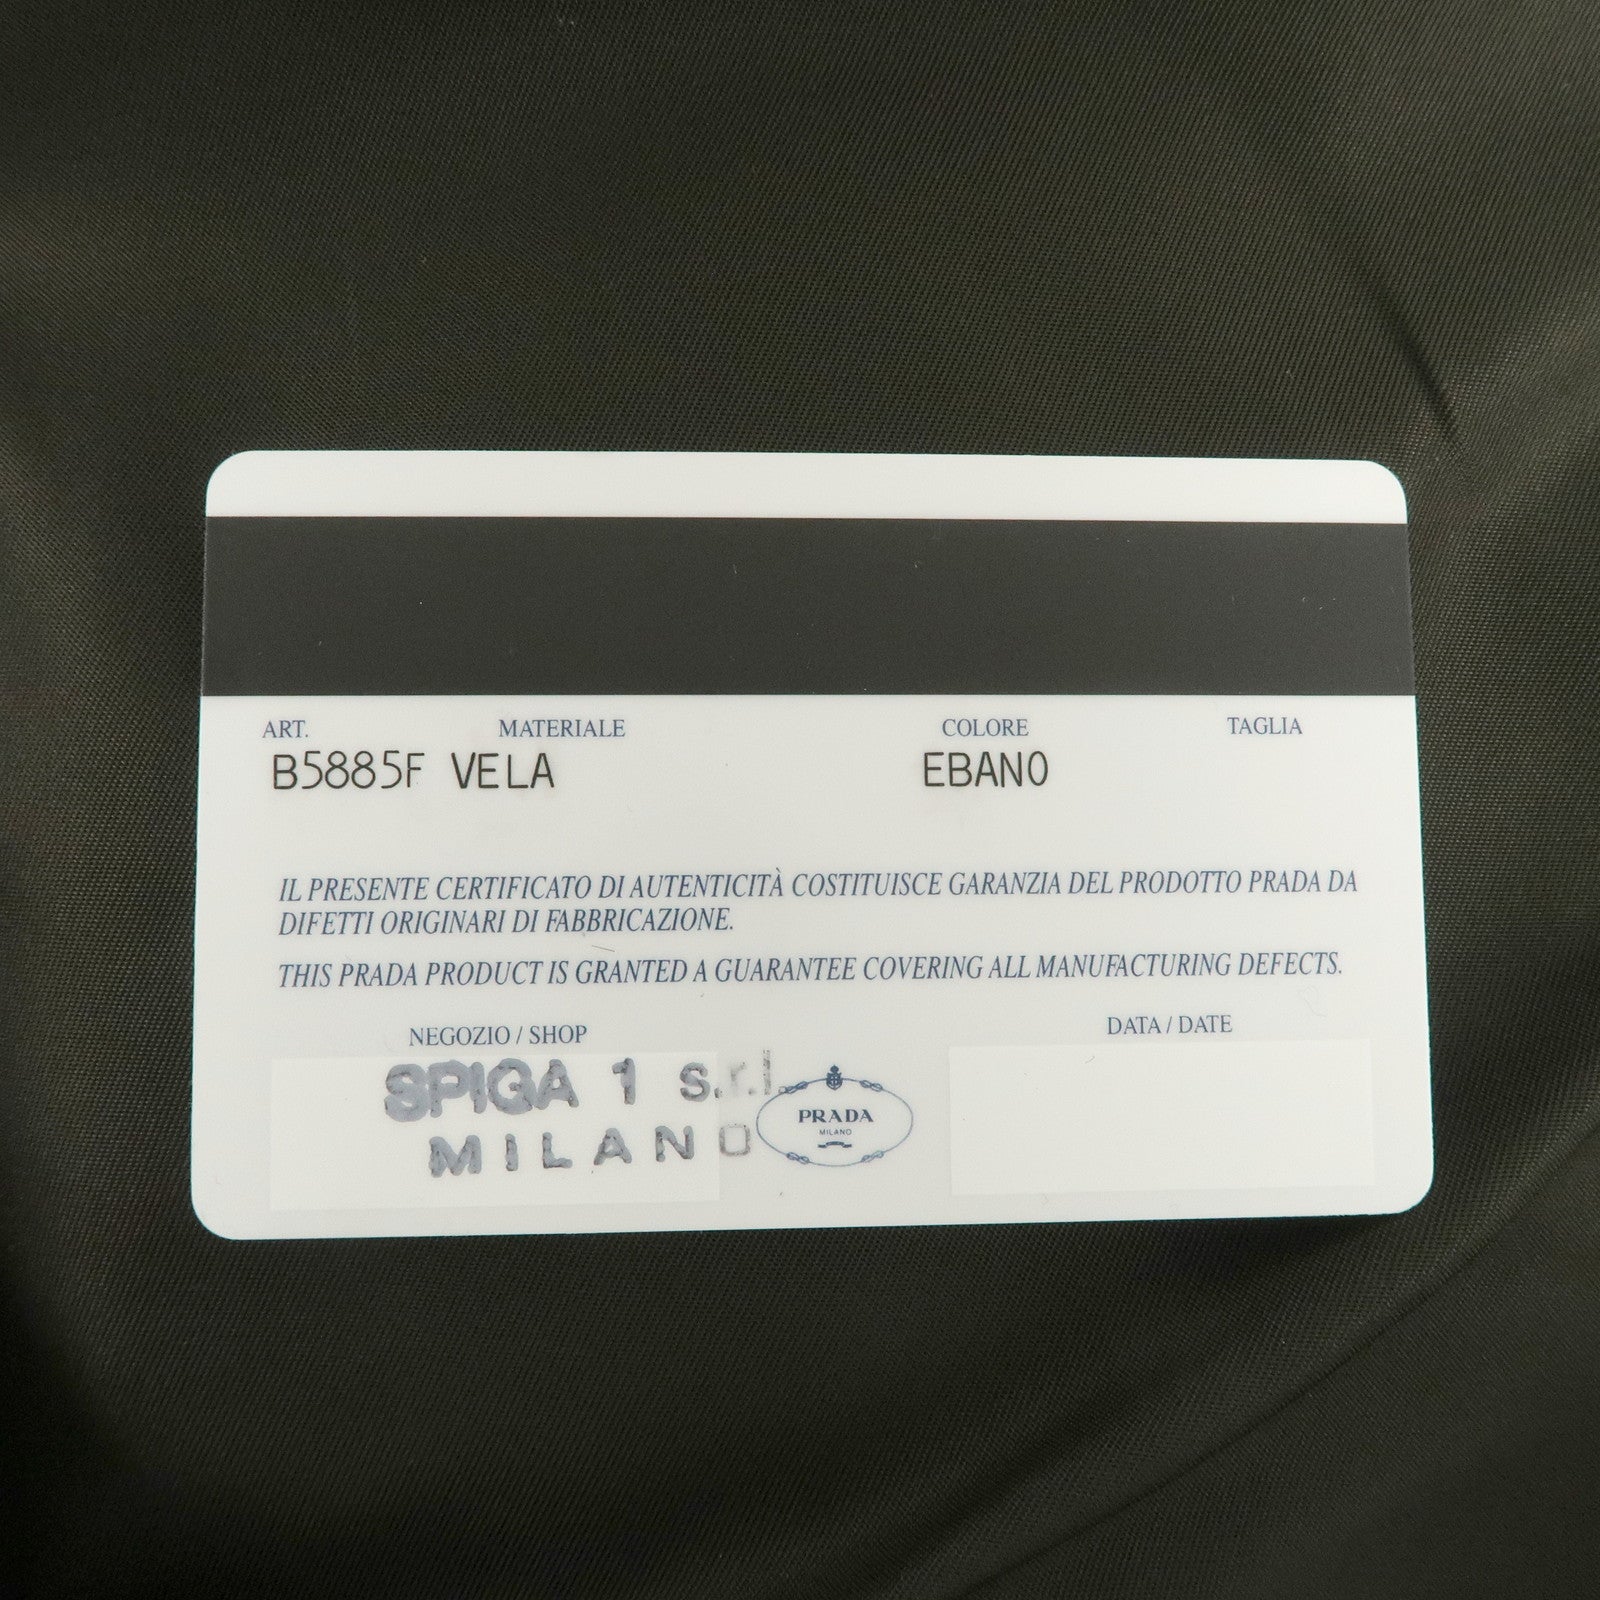 ART. MATERIALE COLORE TAGLIA
B5885F VELA EBANO
IL PRESENTE CERTIFICATO DI AUTENTICITÀ COSTITUISCE GARANZIA DEL PRODOTTO PRADA DA
DIFETTI ORIGINARI DI FABBRICAZIONE.
THIS PRADA PRODUCT IS GRANTED A GUARANTEE COVERING ALL MANUFACTURING DEFECTS.
NEGOZIO / SHOP DATA / DATE
SPIGA 1 s.r.l.
MILANO
PRADA
MILANO